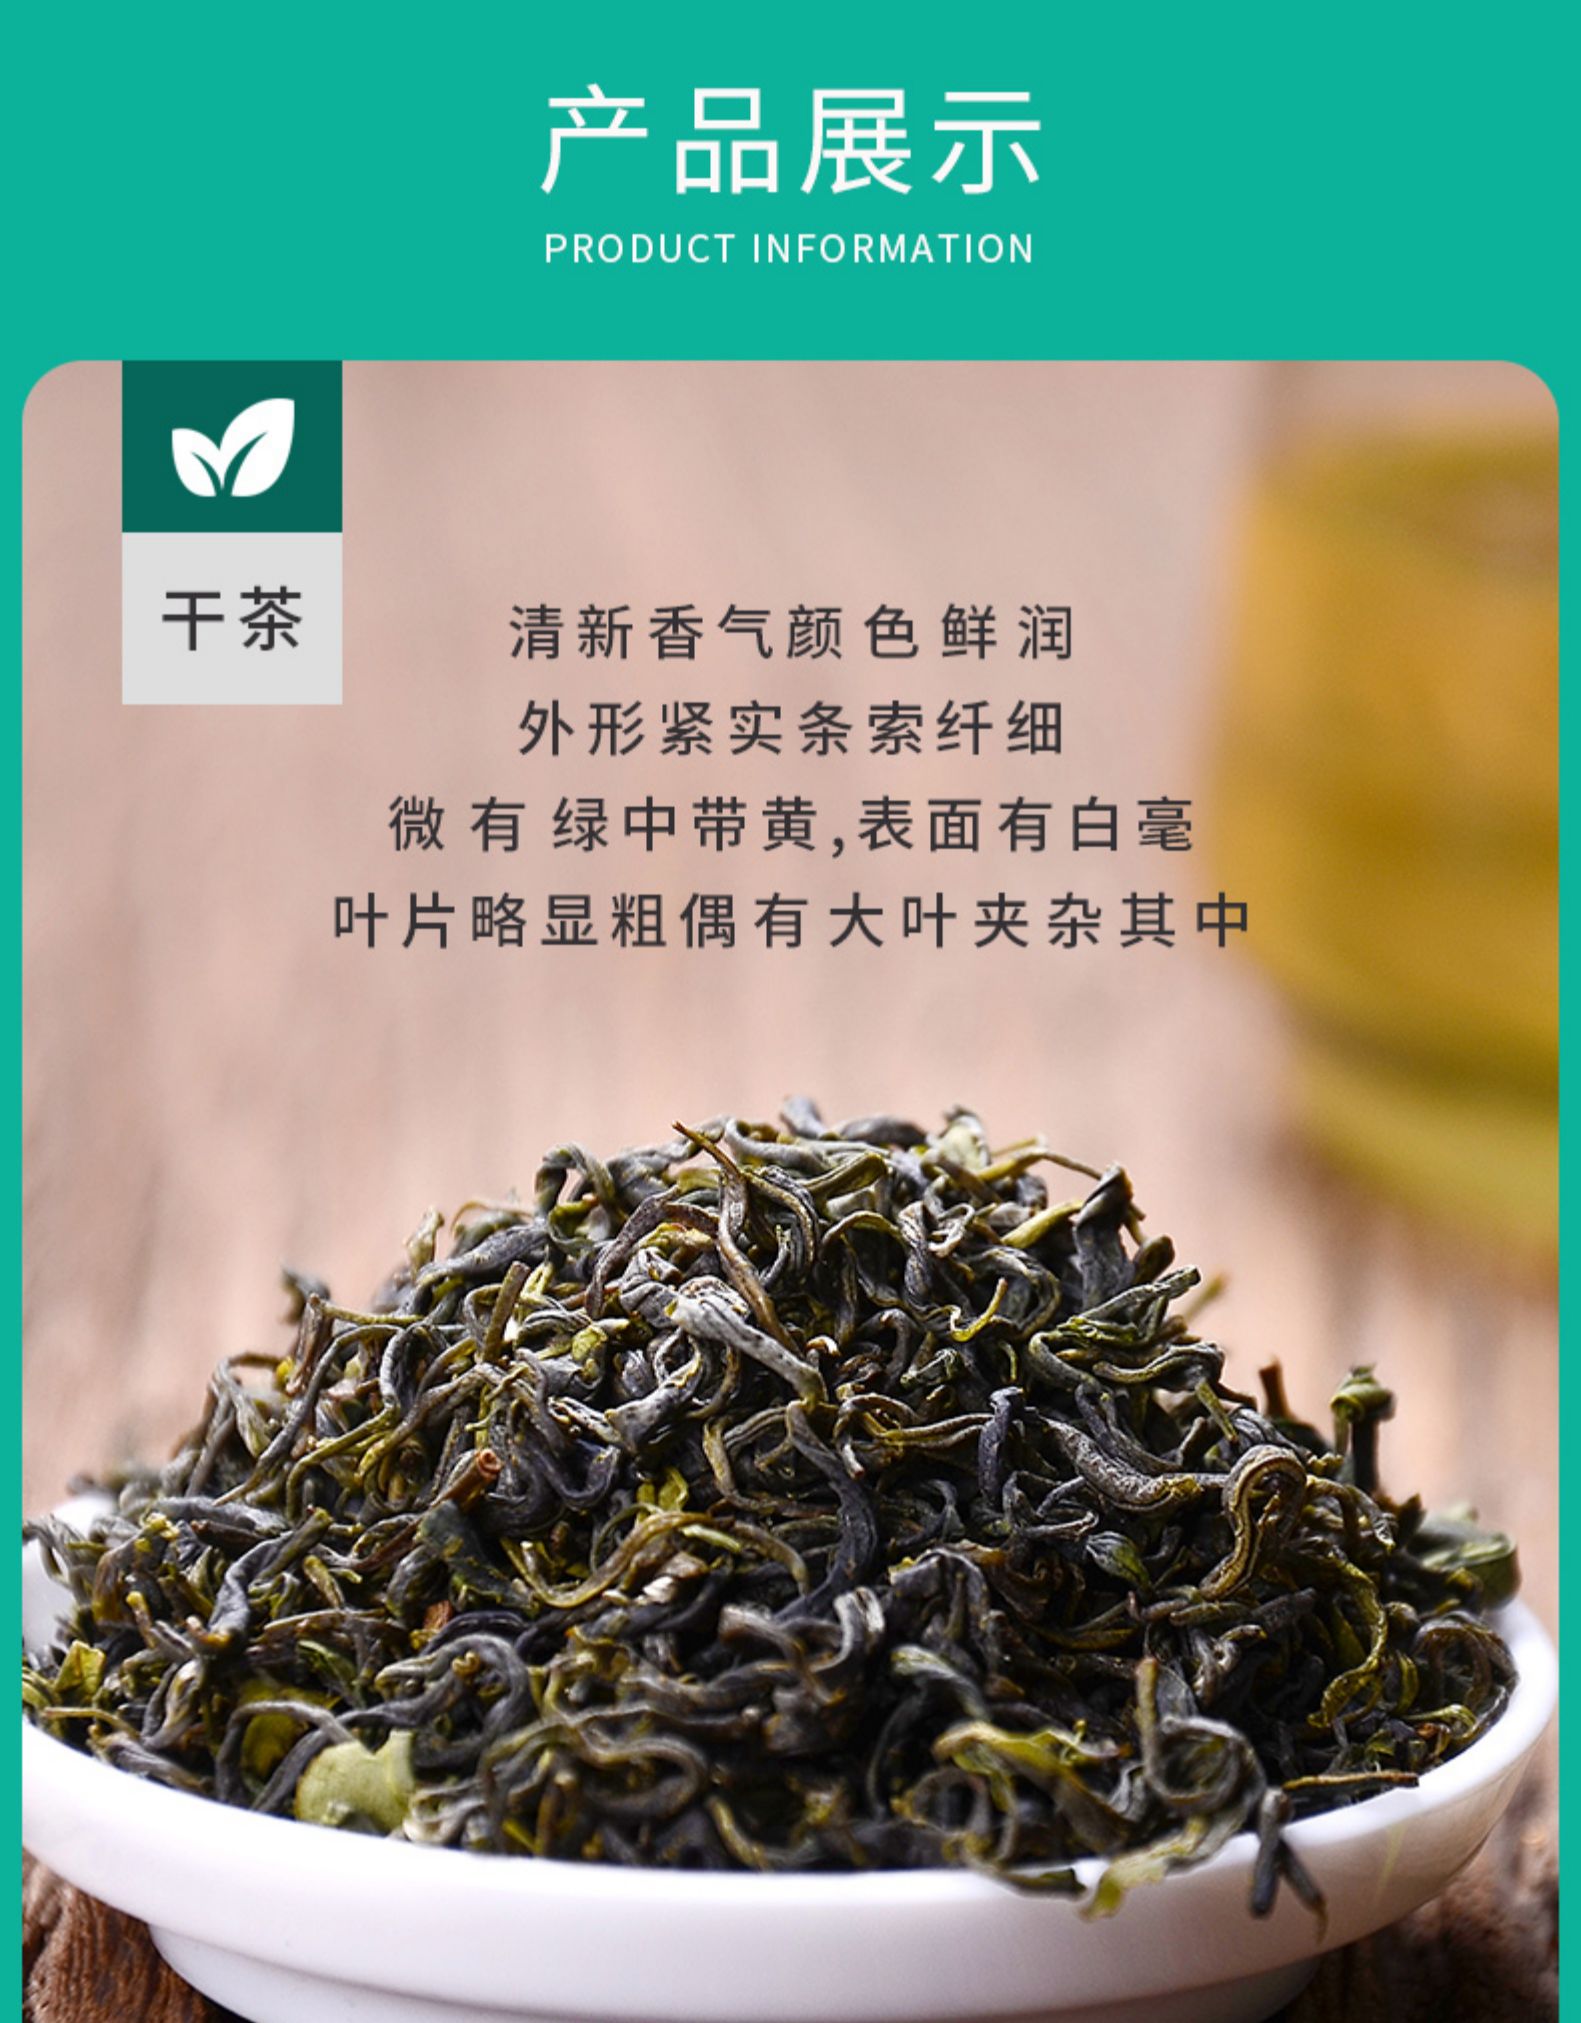 产品展示
PRODUCT INFORMATION
干茶
清新香气颜色鲜润
外形紧实条索纤细
微有绿中带黄,表面有白毫
叶片略显粗偶有大叶夹杂其中